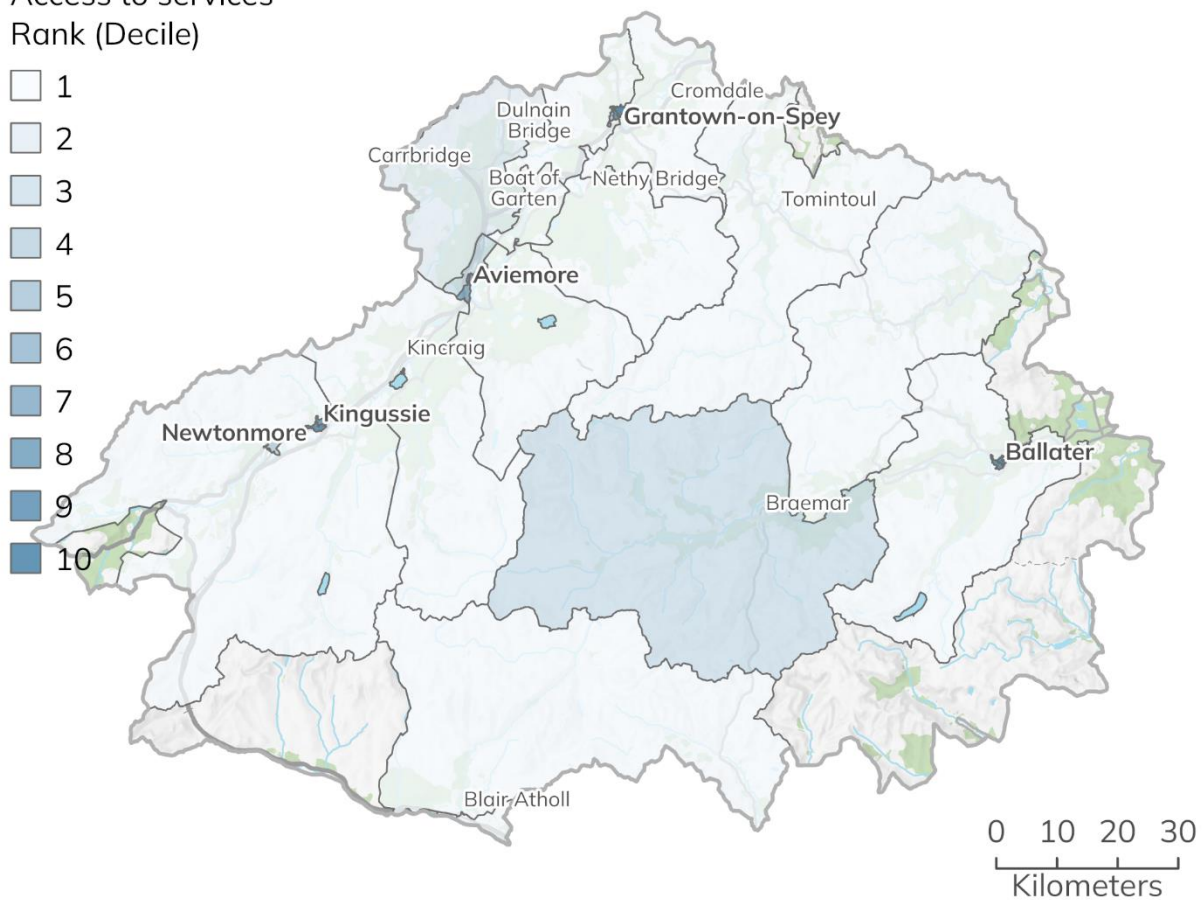 Access to services
Rank (Decile)
1
2
3
4
5
6
7
8
9
10
Cromdale
Dulnain
Bridge
Grantown-on-Spey
Carrbridge
Boat of
Garten
Nethy Bridge
Tomintoul
Aviemore
Kincraig
Kingussie
Newtonmore
Ballater
Braemar
Blair Atholl
0 10 20 30
Kilometers